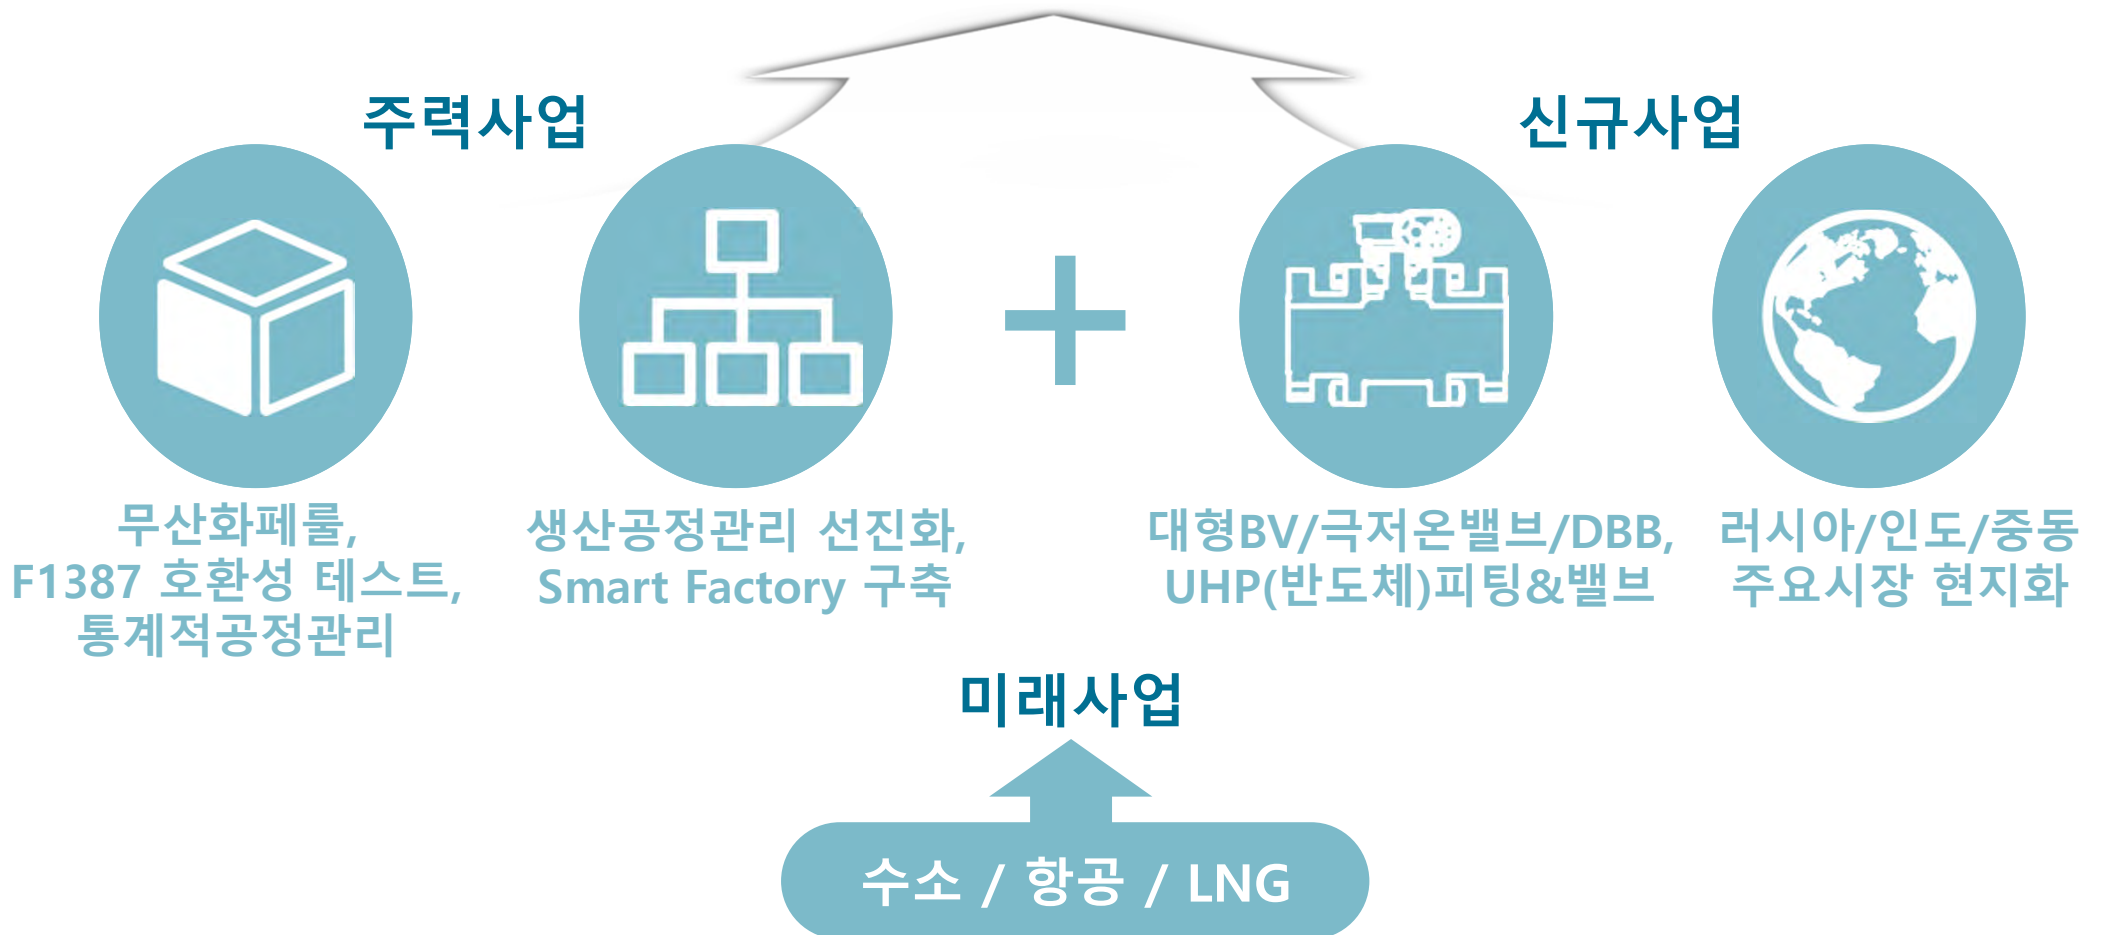 주력사업
신규사업
무산화페룰,
F1387 호환성 테스트,
통계적공정관리
생산공정관리 선진화,
Smart Factory 구축
대형BV/극저온밸브/DBB,
UHP(반도체)피팅&밸브
러시아/인도/중동
주요시장 현지화
미래사업
수소 / 항공 / LNG